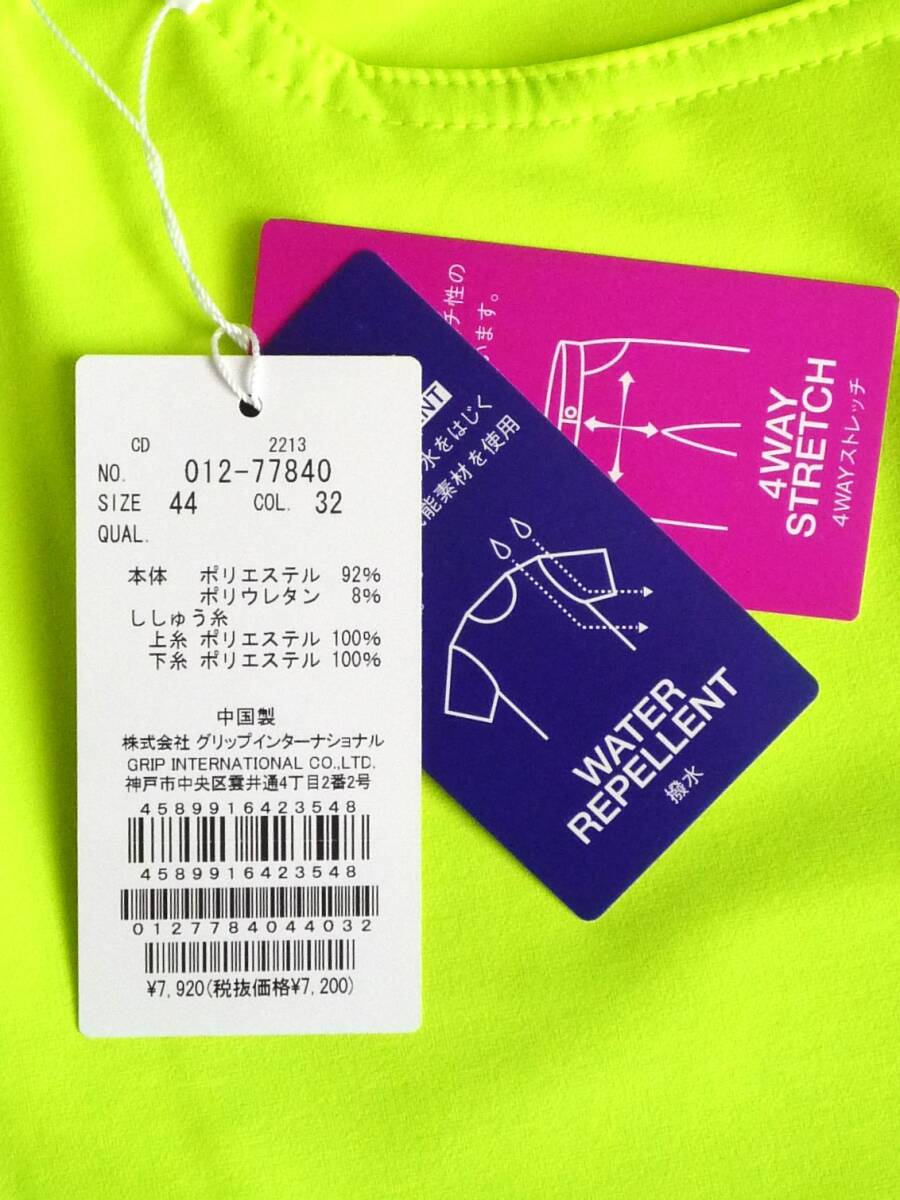 CD 2213
NO. 012-77840
SIZE 44 COL. 32
QUAL.
本体 ポリエステル 92%
ポリウレタン 8%
ししゅう糸
上糸 ポリエステル 100%
下糸 ポリエステル 100%
中国製
株式会社 グリップインターナショナル
GRIP INTERNATIONAL CO.,LTD.
神戸市中央区雲井通4丁目2番2号
4589916423548
4589916423548
0127784044032
¥7,920(税抜価格¥7,200)
水をはじく
能素材を使用
WATER
REPELLENT
撥水
チ性の
います。
4WAY
STRETCH
4WAYストレッチ